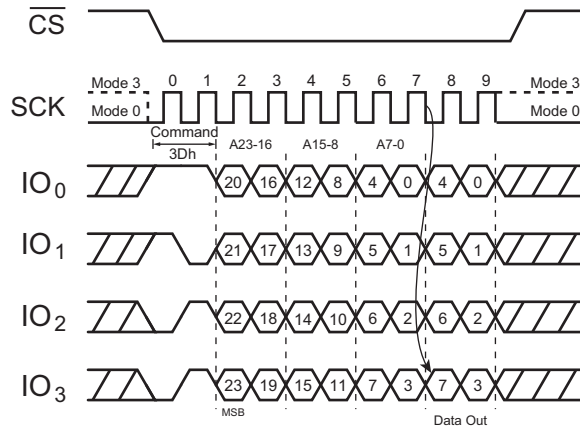 CS
Mode 3 0 1 2 3 4 5 6 7 8 9 Mode 3
SCK
Mode 0 Mode 0
Command A23-16 A15-8 A7-0
3Dh
IO0 20 16 12 8 4 0 4 0
IO1 21 17 13 9 5 1 5 1
IO2 22 18 14 10 6 2 6 2
IO3 23 19 15 11 7 3 7 3
MSB Data Out